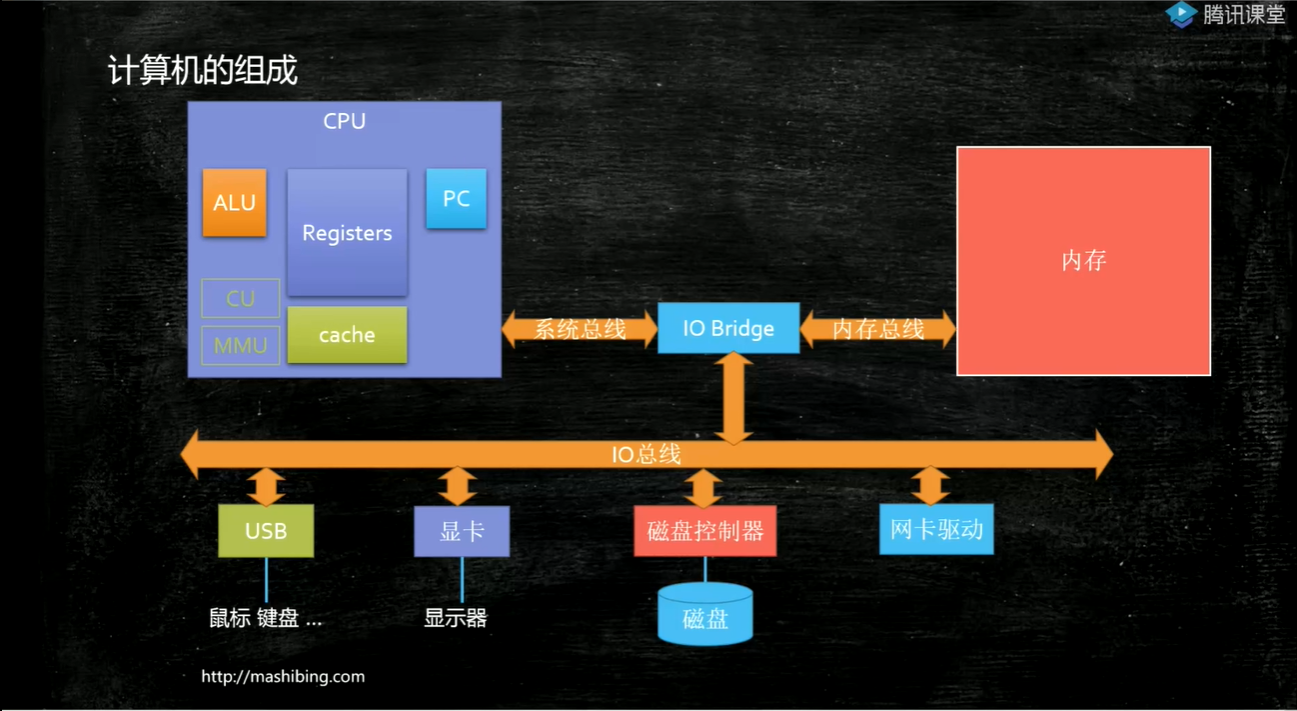 腾讯课堂
计算机的组成
CPU
ALU
Registers
PC
CU
MMU
cache
系统总线
IO Bridge
内存总线
内存
IO总线
USB
显卡
磁盘控制器
网卡驱动
鼠标 键盘 ...
显示器
磁盘
http://mashibing.com